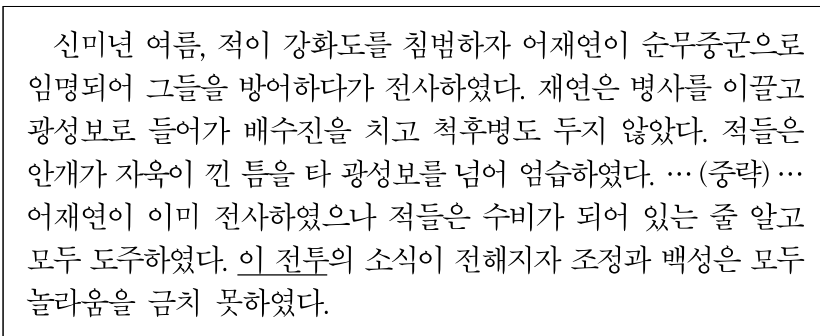 신미년 여름, 적이 강화도를 침범하자 어재연이 순무중군으로
임명되어 그들을 방어하다가 전사하였다. 재연은 병사를 이끌고
광성보로 들어가 배수진을 치고 척후병도 두지 않았다. 적들은
안개가 자욱이 낀 틈을 타 광성보를 넘어 엄습하였다. … (중략) …
어재연이 이미 전사하였으나 적들은 수비가 되어 있는 줄 알고
모두 도주하였다. 이 전투의 소식이 전해지자 조정과 백성은 모두
놀라움을 금치 못하였다.